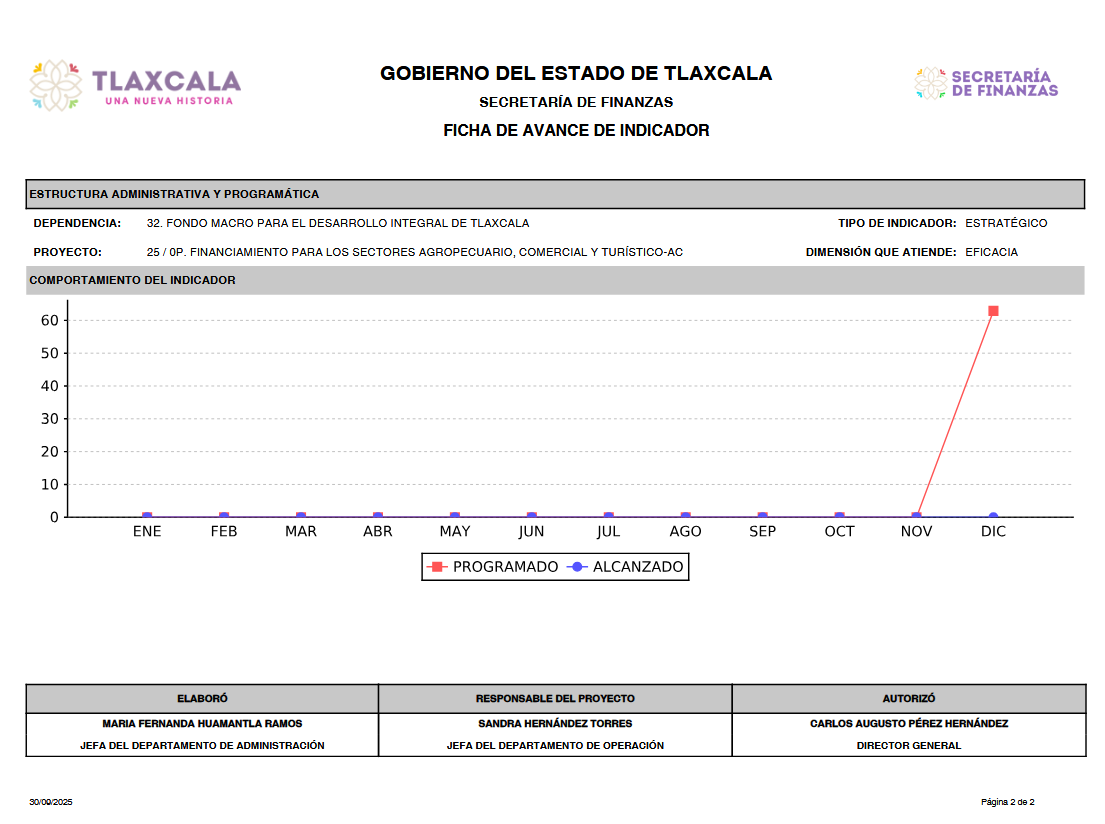 TLAXCALA
UNA NUEVA HISTORIA
GOBIERNO DEL ESTADO DE TLAXCALA
SECRETARÍA DE FINANZAS
FICHA DE AVANCE DE INDICADOR
SECRETARÍA
DE FINANZAS
ESTRUCTURA ADMINISTRATIVA Y PROGRAMÁTICA
DEPENDENCIA: 32. FONDO MACRO PARA EL DESARROLLO INTEGRAL DE TLAXCALA TIPO DE INDICADOR: ESTRATÉGICO
PROYECTO: 25 / 0P. FINANCIAMIENTO PARA LOS SECTORES AGROPECUARIO, COMERCIAL Y TURÍSTICO-AC DIMENSIÓN QUE ATIENDE: EFICACIA
COMPORTAMIENTO DEL INDICADOR
60
50
40
30
20
10
0
ENE FEB MAR ABR MAY JUN JUL AGO SEP OCT NOV DIC
PROGRAMADO ALCANZADO
ELABORÓ RESPONSABLE DEL PROYECTO AUTORIZÓ
MARIA FERNANDA HUAMANTLA RAMOS SANDRA HERNÁNDEZ TORRES CARLOS AUGUSTO PÉREZ HERNÁNDEZ
JEFA DEL DEPARTAMENTO DE ADMINISTRACIÓN JEFA DEL DEPARTAMENTO DE OPERACIÓN DIRECTOR GENERAL
30/09/2025 Página 2 de 2